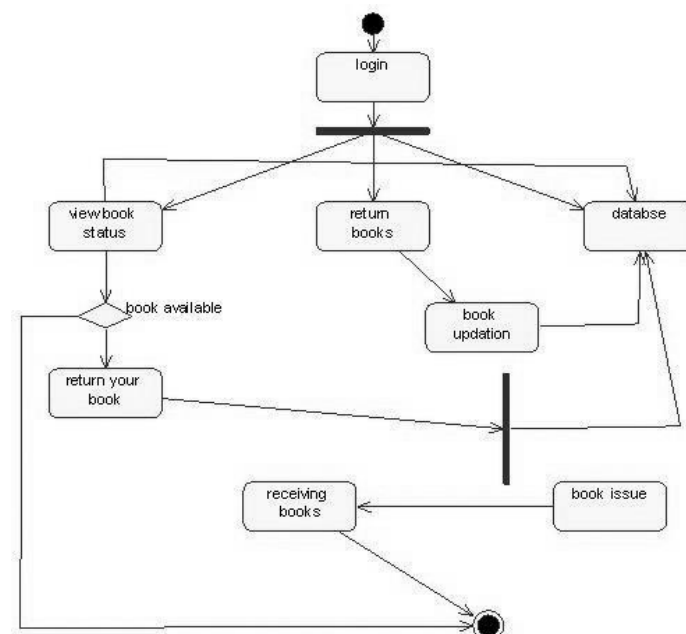 login
viewbook
status
return
books
databse
book available
book
updation
return your
book
receiving
books
book issue